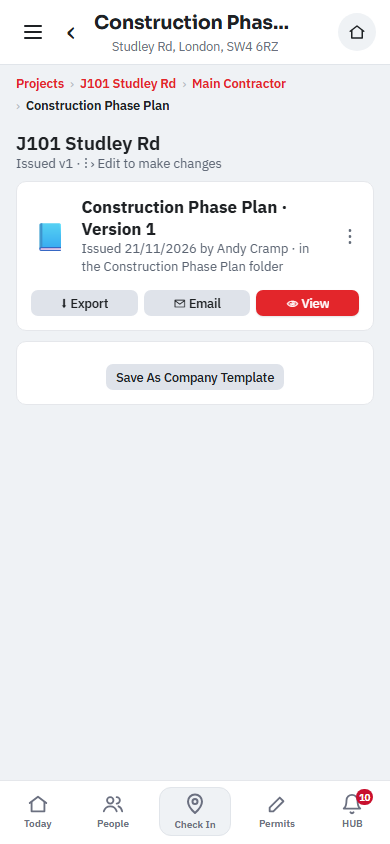 Construction Phas...
Studley Rd, London, SW4 6RZ
Projects › J101 Studley Rd › Main Contractor
› Construction Phase Plan
J101 Studley Rd
Issued v1 · ⋮ › Edit to make changes
Construction Phase Plan ·
Version 1
Issued 21/11/2026 by Andy Cramp · in
the Construction Phase Plan folder
⬇ Export
Email
View
Save As Company Template
Today
People
Check In
Permits
10
HUB